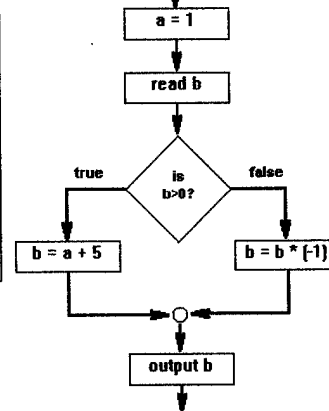 a = 1
read b
is
b>0?
true
false
b = a + 5
b = b * (-1)
output b